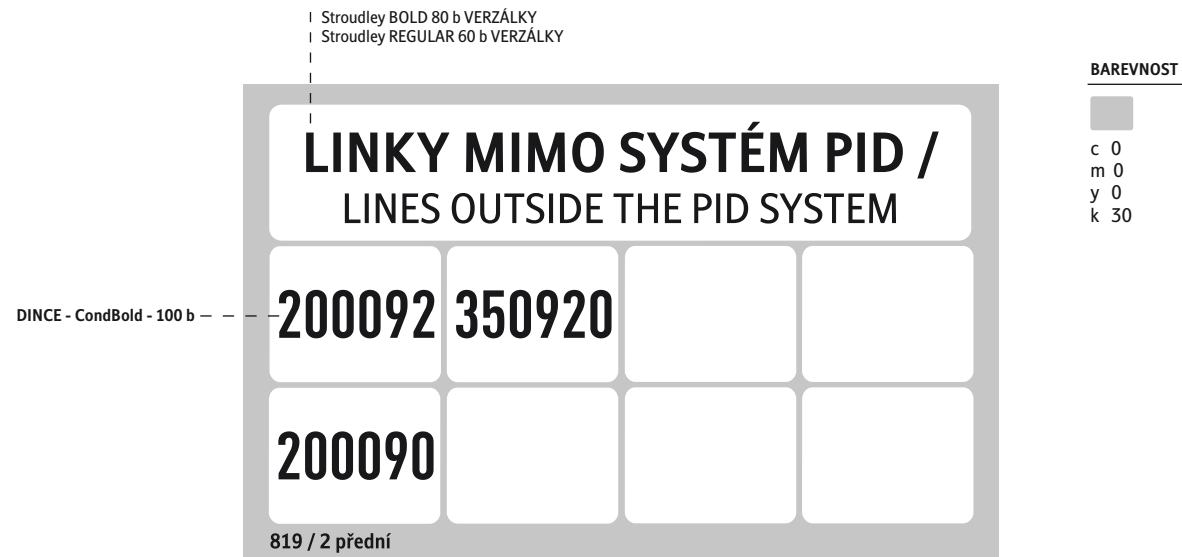 Stroudley BOLD 80 b VERZÁLKY
Stroudley REGULAR 60 b VERZÁLKY
BAREVNOST
c 0
m 0
y 0
k 30
LINKY MIMO SYSTÉM PID /
LINES OUTSIDE THE PID SYSTEM
DINCE - CondBold - 100 b
200092 350920
200090
819 / 2 přední